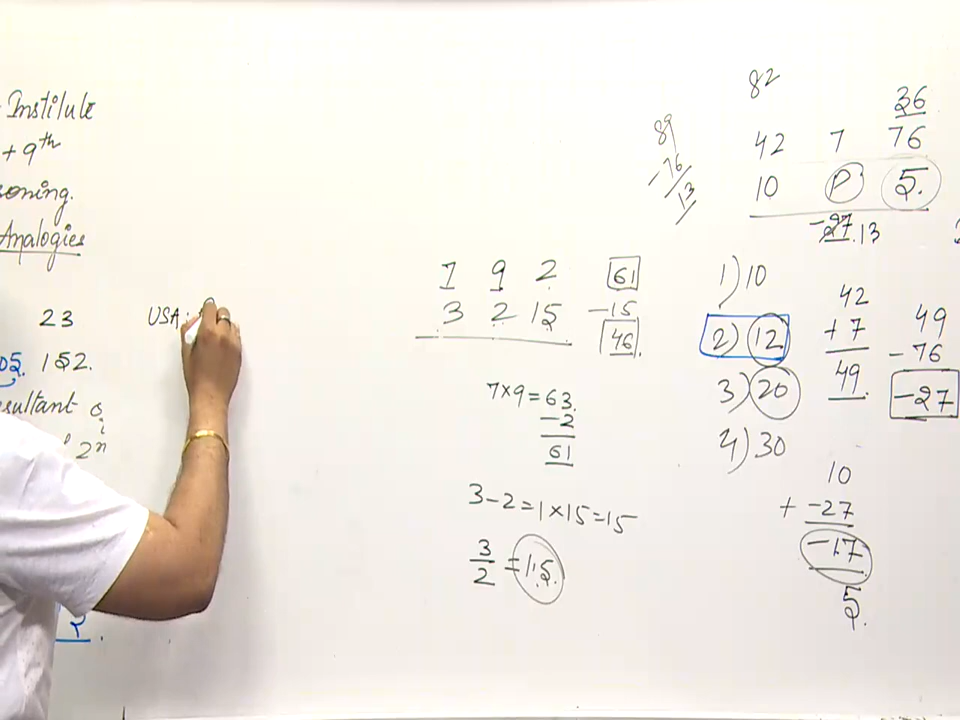 Institute
+ 9th
soning.
Analogies
23
05. 152.
sultant
2n
USA:
7 9 2 61
3 2 15 -15
46
7×9=63
-2
61
3-2=1×15=15
3/2 = 1.5
82
36
42 7 76
10 P 5.
-27.13
89
-76
13
1) 10
2) 12
3) 20
4) 30
42
+ 7
49
49
- 76
-27
10
+ -27
-17
5.